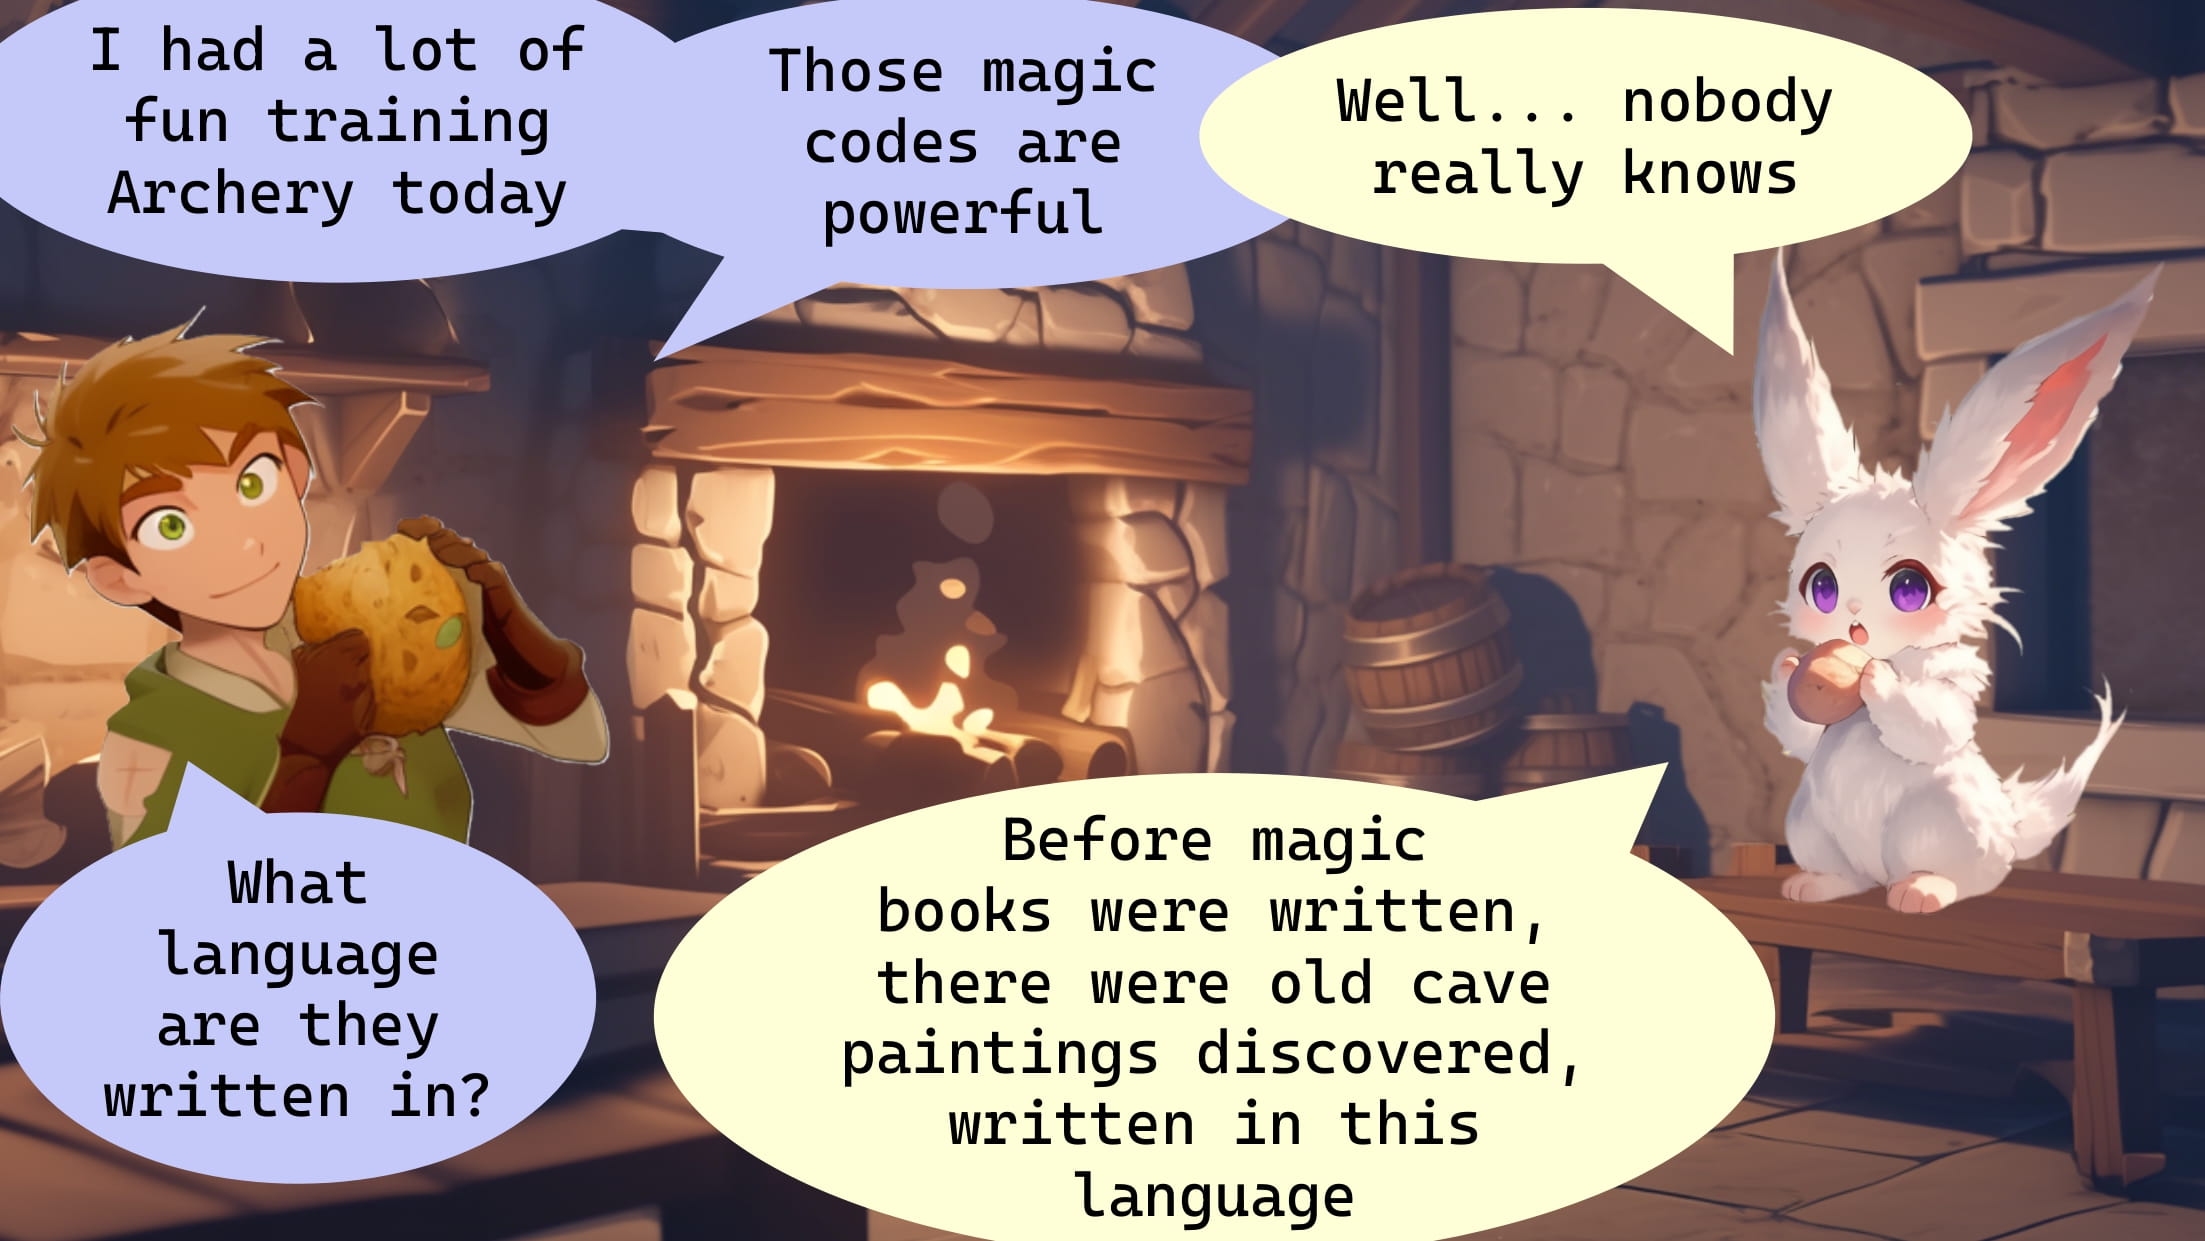 I had a lot of
fun training
Archery today
Those magic
codes are
powerful
What
language
are they
written in?
Well... nobody
really knows
Before magic
books were written,
there were old cave
paintings discovered,
written in this
language